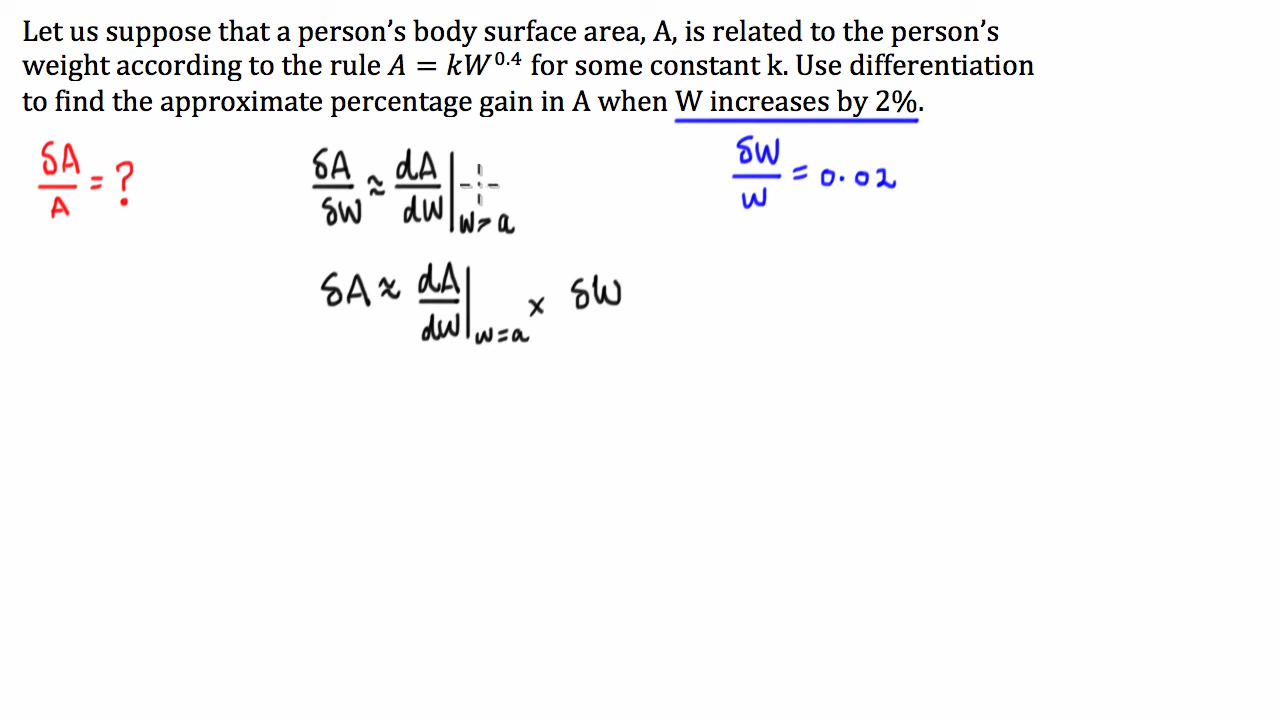 Let us suppose that a person’s body surface area, A, is related to the person’s
weight according to the rule A = kW^0.4 for some constant k. Use differentiation
to find the approximate percentage gain in A when W increases by 2%.
δA/A = ?
δA/δW ≈ dA/dW |w=a
δW/W = 0.02
δA ≈ dA/dW |w=a × δW